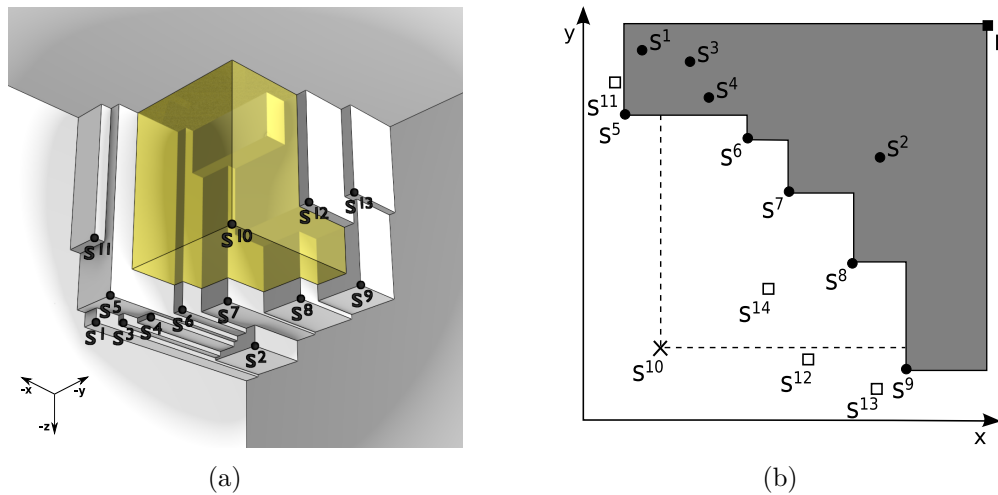 S¹¹
S¹²
S¹³
S¹⁰
S⁵
S¹
S³
S⁴
S⁶
S⁷
S⁸
S⁹
S²
-x
-y
-z
(a)
y
S¹
S³
S⁴
S¹¹
S⁵
S⁶
S²
S⁷
S⁸
S¹⁴
S¹⁰
S¹²
S¹³
S⁹
x
(b)